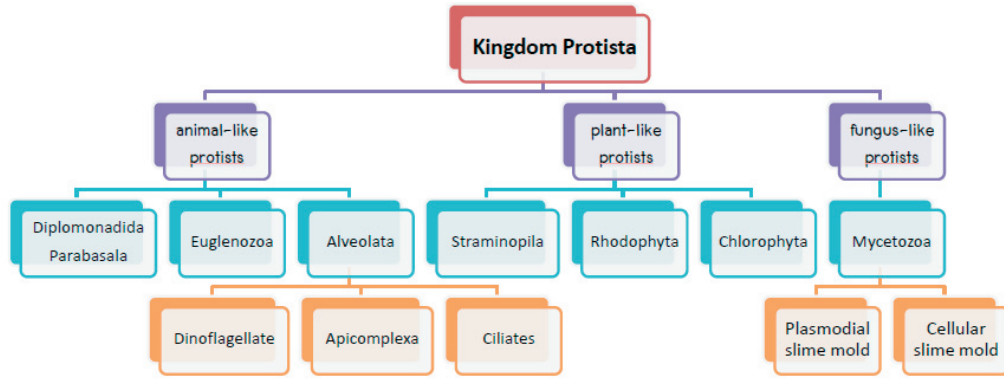 Kingdom Protista
animal-like
protists
plant-like
protists
fungus-like
protists
Diplomonadida
Parabasala
Euglenozoa
Alveolata
Straminopila
Rhodophyta
Chlorophyta
Mycetozoa
Dinoflagellate
Apicomplexa
Ciliates
Plasmodial
slime mold
Cellular
slime mold